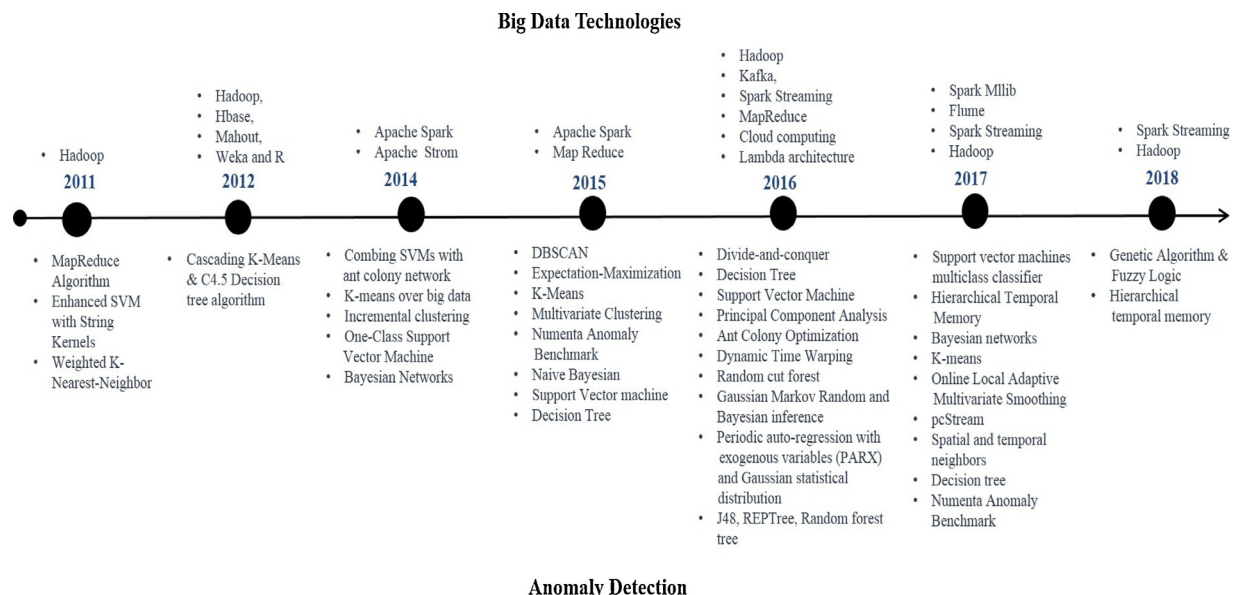 Big Data Technologies
• Hadoop
2011
• Hadoop,
• Hbase,
• Mahout,
• Weka and R
2012
• Apache Spark
• Apache Strom
2014
• Apache Spark
• Map Reduce
2015
• Hadoop
• Kafka,
• Spark Streaming
• MapReduce
• Cloud computing
• Lambda architecture
2016
• Spark Mllib
• Flume
• Spark Streaming
• Hadoop
2017
• Spark Streaming
• Hadoop
2018
• MapReduce
Algorithm
• Enhanced SVM
with String
Kernels
• Weighted K-
Nearest-Neighbor
• Cascading K-Means
& C4.5 Decision
tree algorithm
• Combing SVMs with
ant colony network
• K-means over big data
• Incremental clustering
• One-Class Support
Vector Machine
• Bayesian Networks
• DBSCAN
• Expectation-Maximization
• K-Means
• Multivariate Clustering
• Numenta Anomaly
Benchmark
• Naive Bayesian
• Support Vector machine
• Decision Tree
• Divide-and-conquer
• Decision Tree
• Support Vector Machine
• Principal Component Analysis
• Ant Colony Optimization
• Dynamic Time Warping
• Random cut forest
• Gaussian Markov Random and
Bayesian inference
• Periodic auto-regression with
exogenous variables (PARX)
and Gaussian statistical
distribution
• J48, REPTree, Random forest
tree
• Support vector machines
multiclass classifier
• Hierarchical Temporal
Memory
• Bayesian networks
• K-means
• Online Local Adaptive
Multivariate Smoothing
• pcStream
• Spatial and temporal
neighbors
• Decision tree
• Numenta Anomaly
Benchmark
• Genetic Algorithm &
Fuzzy Logic
• Hierarchical
temporal memory
Anomaly Detection